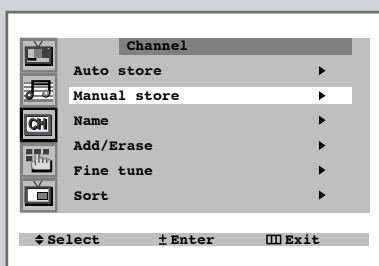 Channel
Auto store
Manual store
CH
Name
Add/Erase
Fine tune
Sort
Select ± Enter Exit